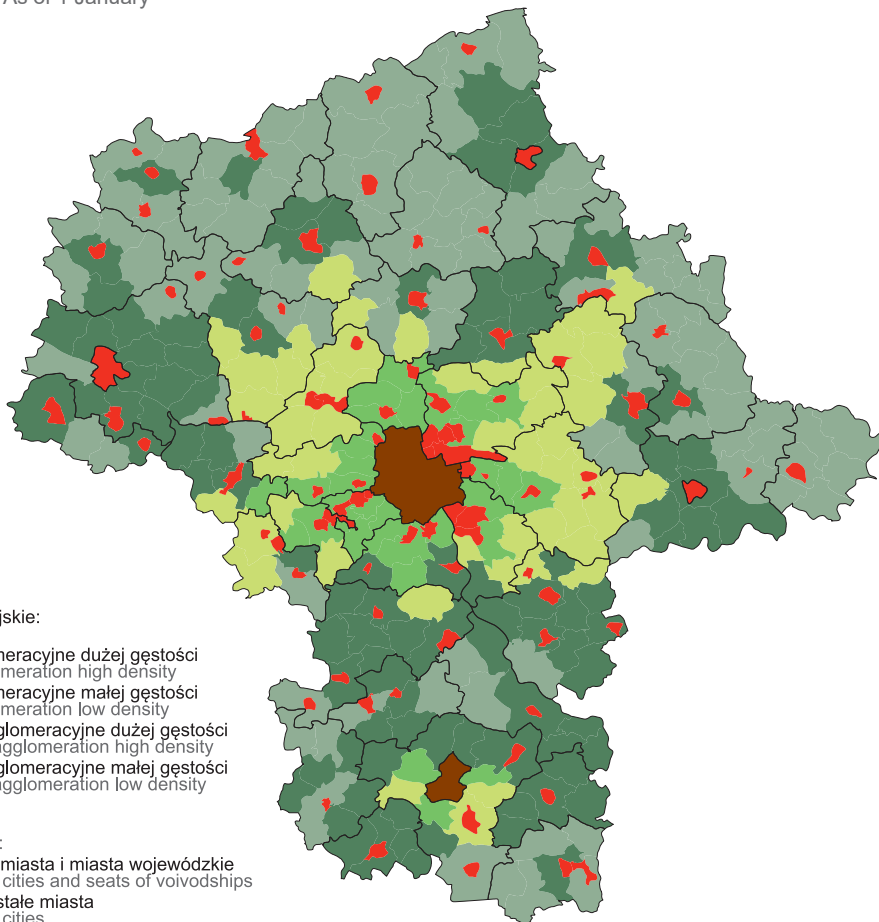 As of 1 January
jskie:
meracyjne dużej gęstości
omeration high density
meracyjne małej gęstości
omeration low density
glomeracyjne dużej gęstości
agglomeration high density
glomeracyjne małej gęstości
agglomeration low density
:
miasta i miasta wojewódzkie
cities and seats of voivodships
stałe miasta
cities